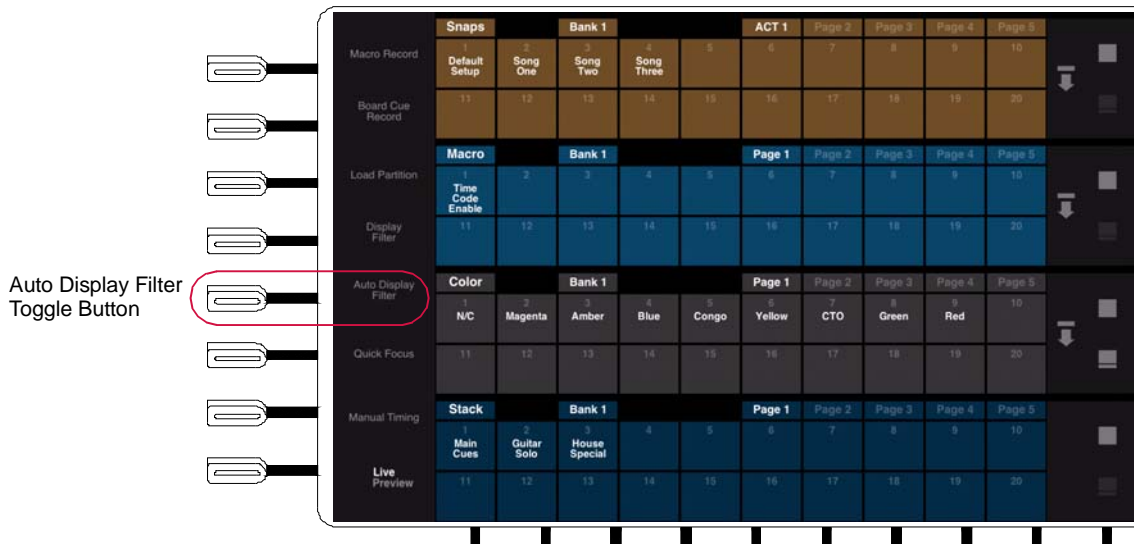 Snaps Bank 1 ACT 1 Page 2 Page 3 Page 4 Page 5
Macro Record
1 2 3 4 5 6 7 8 9 10
Default Setup Song One Song Two Song Three
Board Cue Record
11 12 13 14 15 16 17 18 19 20
Macro Bank 1 Page 1 Page 2 Page 3 Page 4 Page 5
Load Partition
1 2 3 4 5 6 7 8 9 10
Time Code Enable
Display Filter
11 12 13 14 15 16 17 18 19 20
Auto Display Filter Toggle Button
Auto Display Filter
Color Bank 1 Page 1 Page 2 Page 3 Page 4 Page 5
1 2 3 4 5 6 7 8 9 10
N/C Magenta Amber Blue Congo Yellow CTO Green Red
Quick Focus
11 12 13 14 15 16 17 18 19 20
Manual Timing
Stack Bank 1 Page 1 Page 2 Page 3 Page 4 Page 5
1 2 3 4 5 6 7 8 9 10
Main Cues Guitar Solo House Special
Live
Preview
11 12 13 14 15 16 17 18 19 20